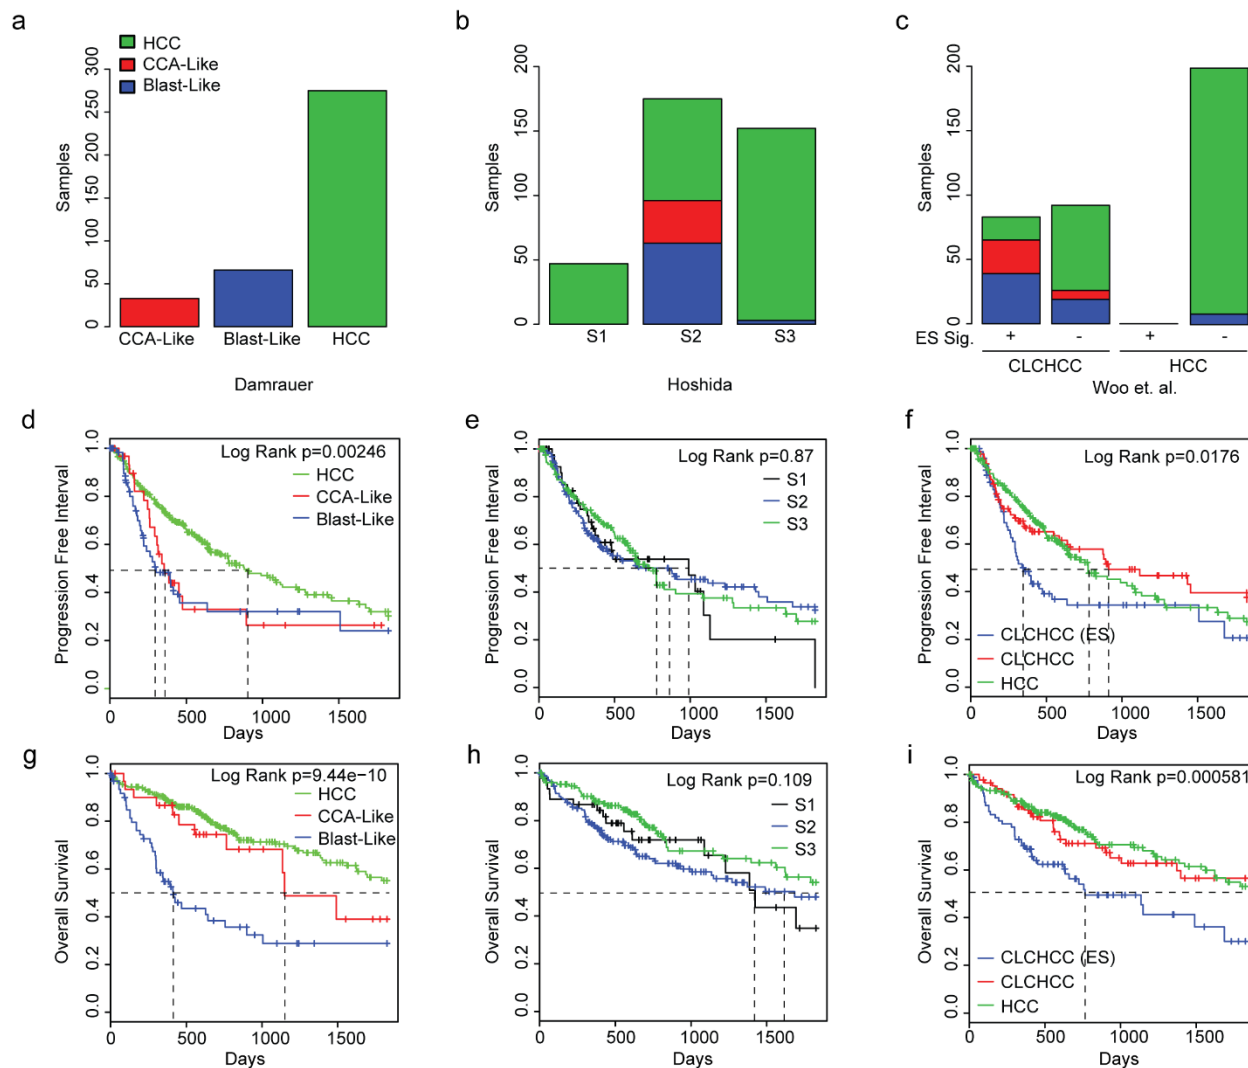 a
HCC
CCA-Like
Blast-Like
Samples
300
250
200
150
100
50
0
CCA-Like Blast-Like HCC
Damrauer
b
Samples
200
150
100
50
0
S1 S2 S3
Hoshida
c
Samples
200
150
100
50
0
ES Sig. + - + -
CLCHCC HCC
Woo et. al.
d
Log Rank p=0.00246
HCC
CCA-Like
Blast-Like
Progression Free Interval
1.0
0.8
0.6
0.4
0.2
0.0
0 500 1000 1500
Days
e
Log Rank p=0.87
S1
S2
S3
Progression Free Interval
1.0
0.8
0.6
0.4
0.2
0.0
0 500 1000 1500
Days
f
Log Rank p=0.0176
CLCHCC (ES)
CLCHCC
HCC
Progression Free Interval
1.0
0.8
0.6
0.4
0.2
0.0
0 500 1000 1500
Days
g
Log Rank p=9.44e−10
HCC
CCA-Like
Blast-Like
Overall Survival
1.0
0.8
0.6
0.4
0.2
0.0
0 500 1000 1500
Days
h
Log Rank p=0.109
S1
S2
S3
Overall Survival
1.0
0.8
0.6
0.4
0.2
0.0
0 500 1000 1500
Days
i
Log Rank p=0.000581
CLCHCC (ES)
CLCHCC
HCC
Overall Survival
1.0
0.8
0.6
0.4
0.2
0.0
0 500 1000 1500
Days